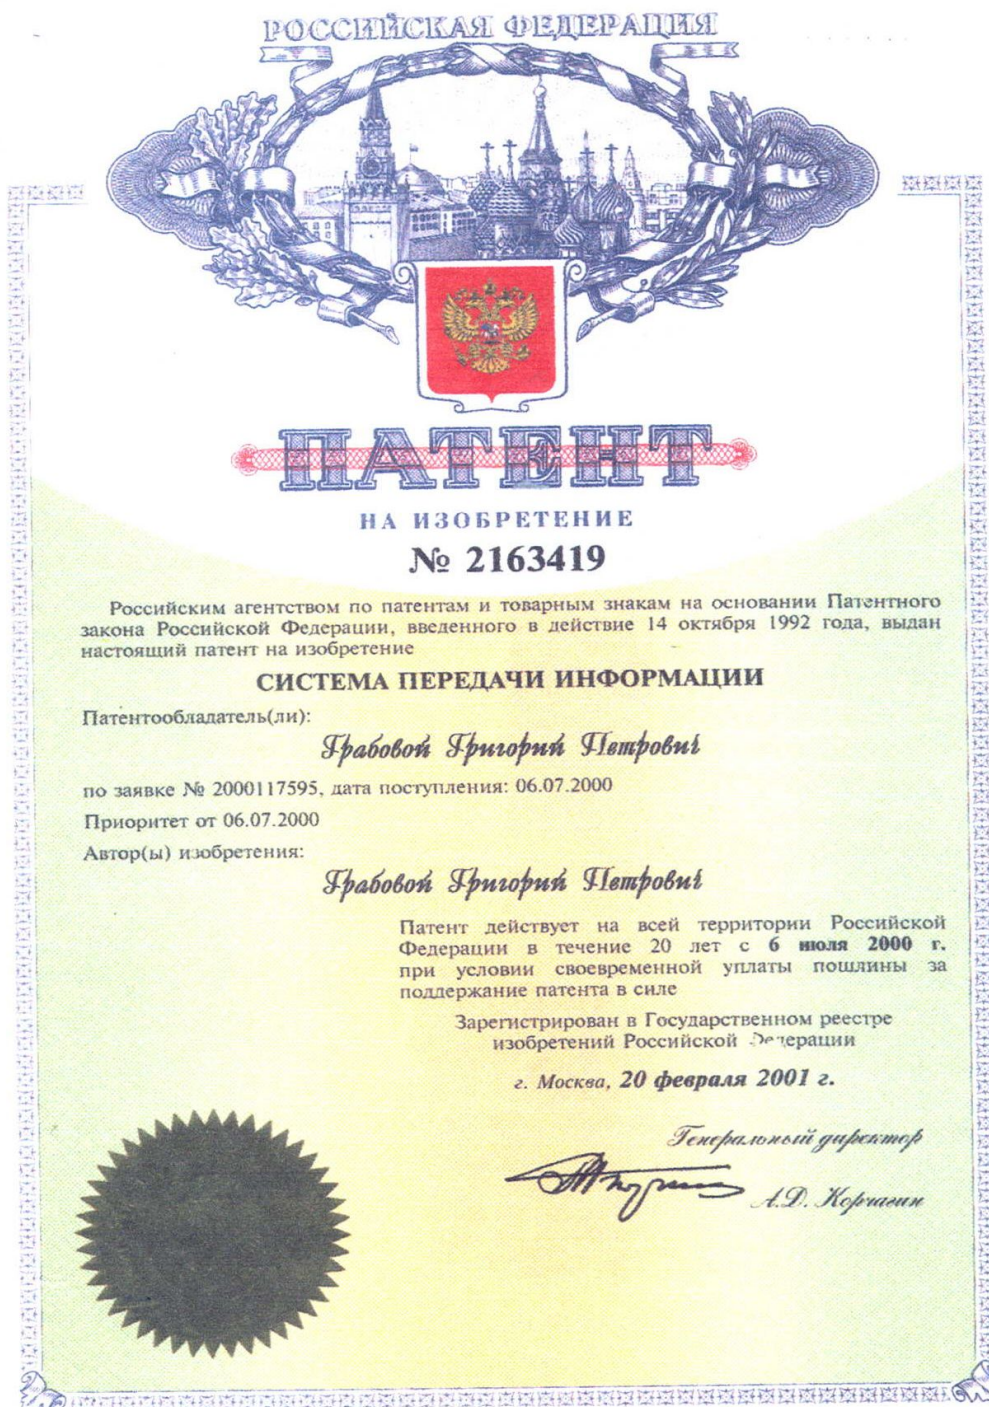 РОССИЙСКАЯ ФЕДЕРАЦИЯ
ПАТЕНТ
НА ИЗОБРЕТЕНИЕ
№ 2163419
Российским агентством по патентам и товарным знакам на основании Патентного
закона Российской Федерации, введенного в действие 14 октября 1992 года, выдан
настоящий патент на изобретение
СИСТЕМА ПЕРЕДАЧИ ИНФОРМАЦИИ
Патентообладатель(ли):
Грабовой Григорий Петрович
по заявке № 2000117595, дата поступления: 06.07.2000
Приоритет от 06.07.2000
Автор(ы) изобретения:
Грабовой Григорий Петрович
Патент действует на всей территории Российской
Федерации в течение 20 лет с 6 июля 2000 г.
при условии своевременной уплаты пошлины за
поддержание патента в силе
Зарегистрирован в Государственном реестре
изобретений Российской Федерации
г. Москва, 20 февраля 2001 г.
Генеральный директор
А.Д. Корчагин